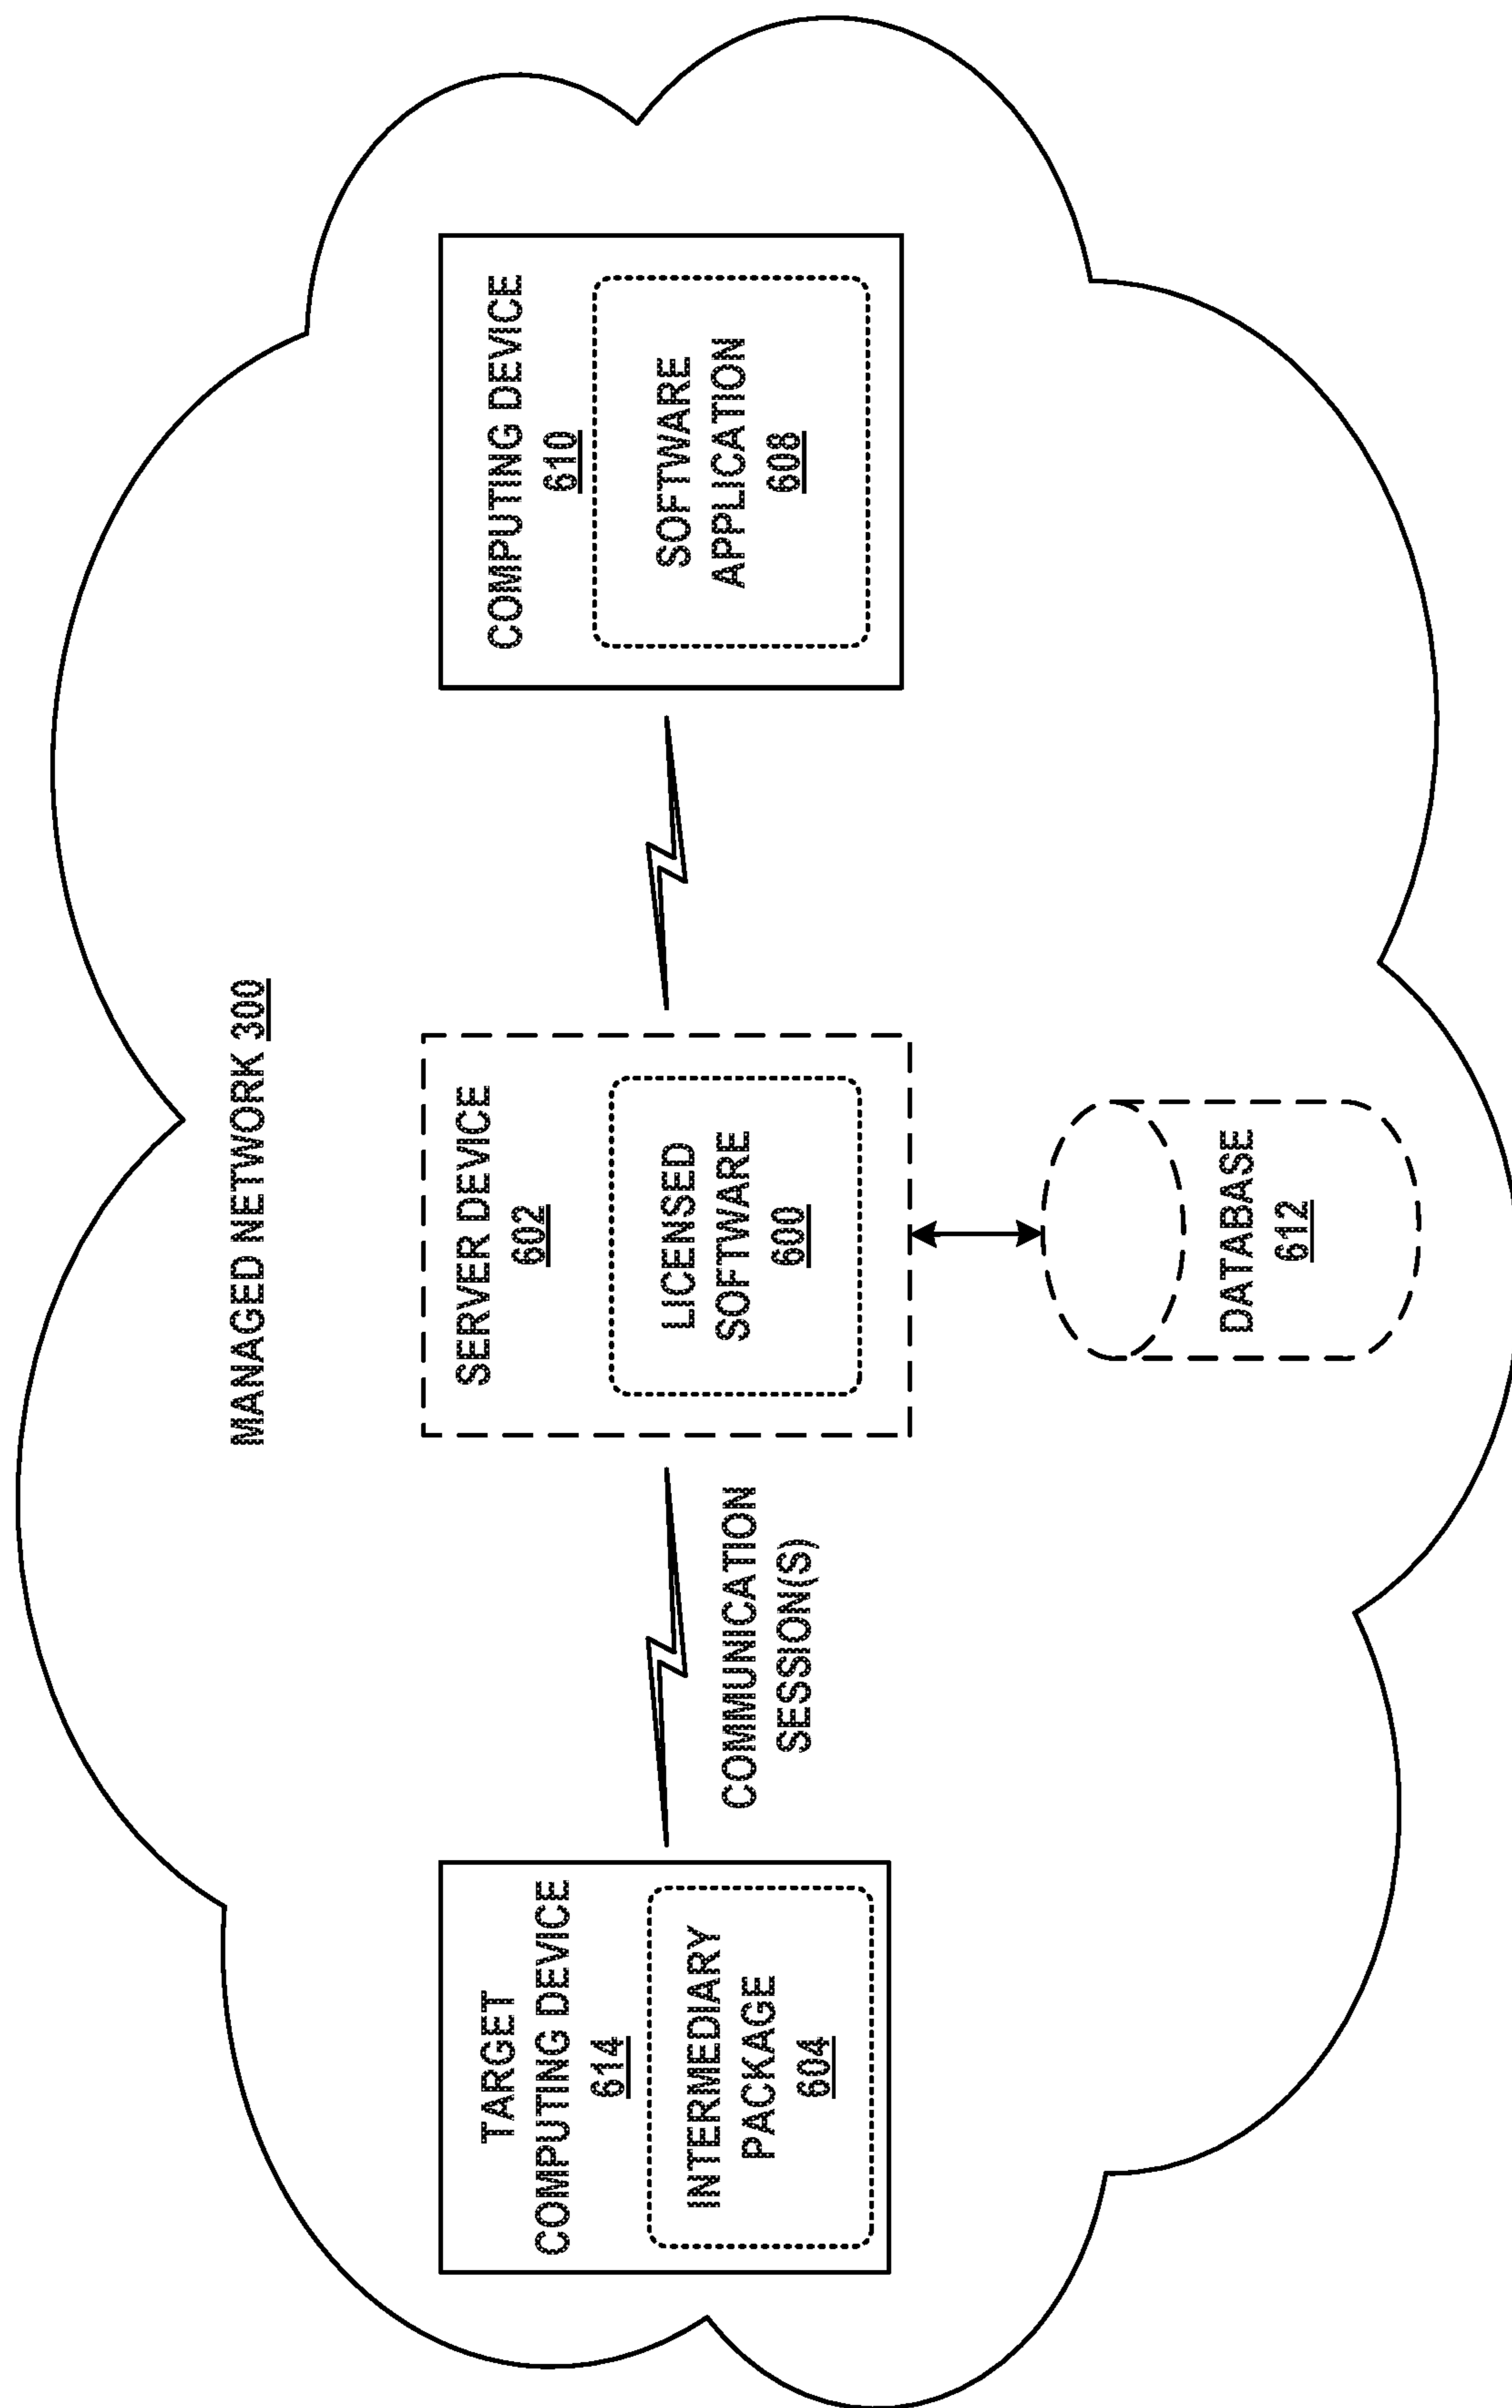 MANAGED NETWORK 300
TARGET
COMPUTING DEVICE
614
INTERMEDIARY
PACKAGE
604
COMMUNICATION
SESSION(S)
SERVER DEVICE
602
LICENSED
SOFTWARE
600
DATABASE
612
COMPUTING DEVICE
610
SOFTWARE
APPLICATION
608